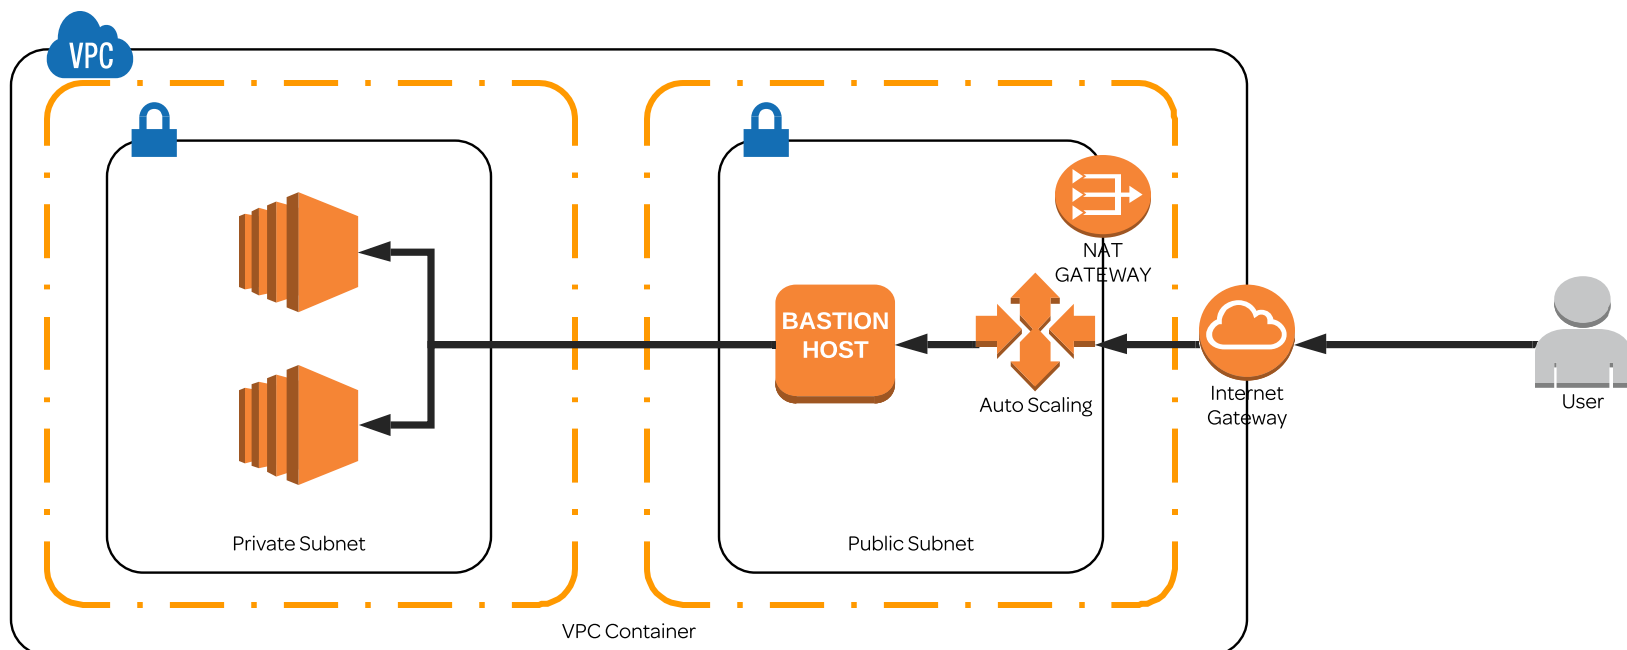 VPC
NAT
GATEWAY
BASTION
HOST
Auto Scaling
Internet
Gateway
User
Private Subnet
Public Subnet
VPC Container